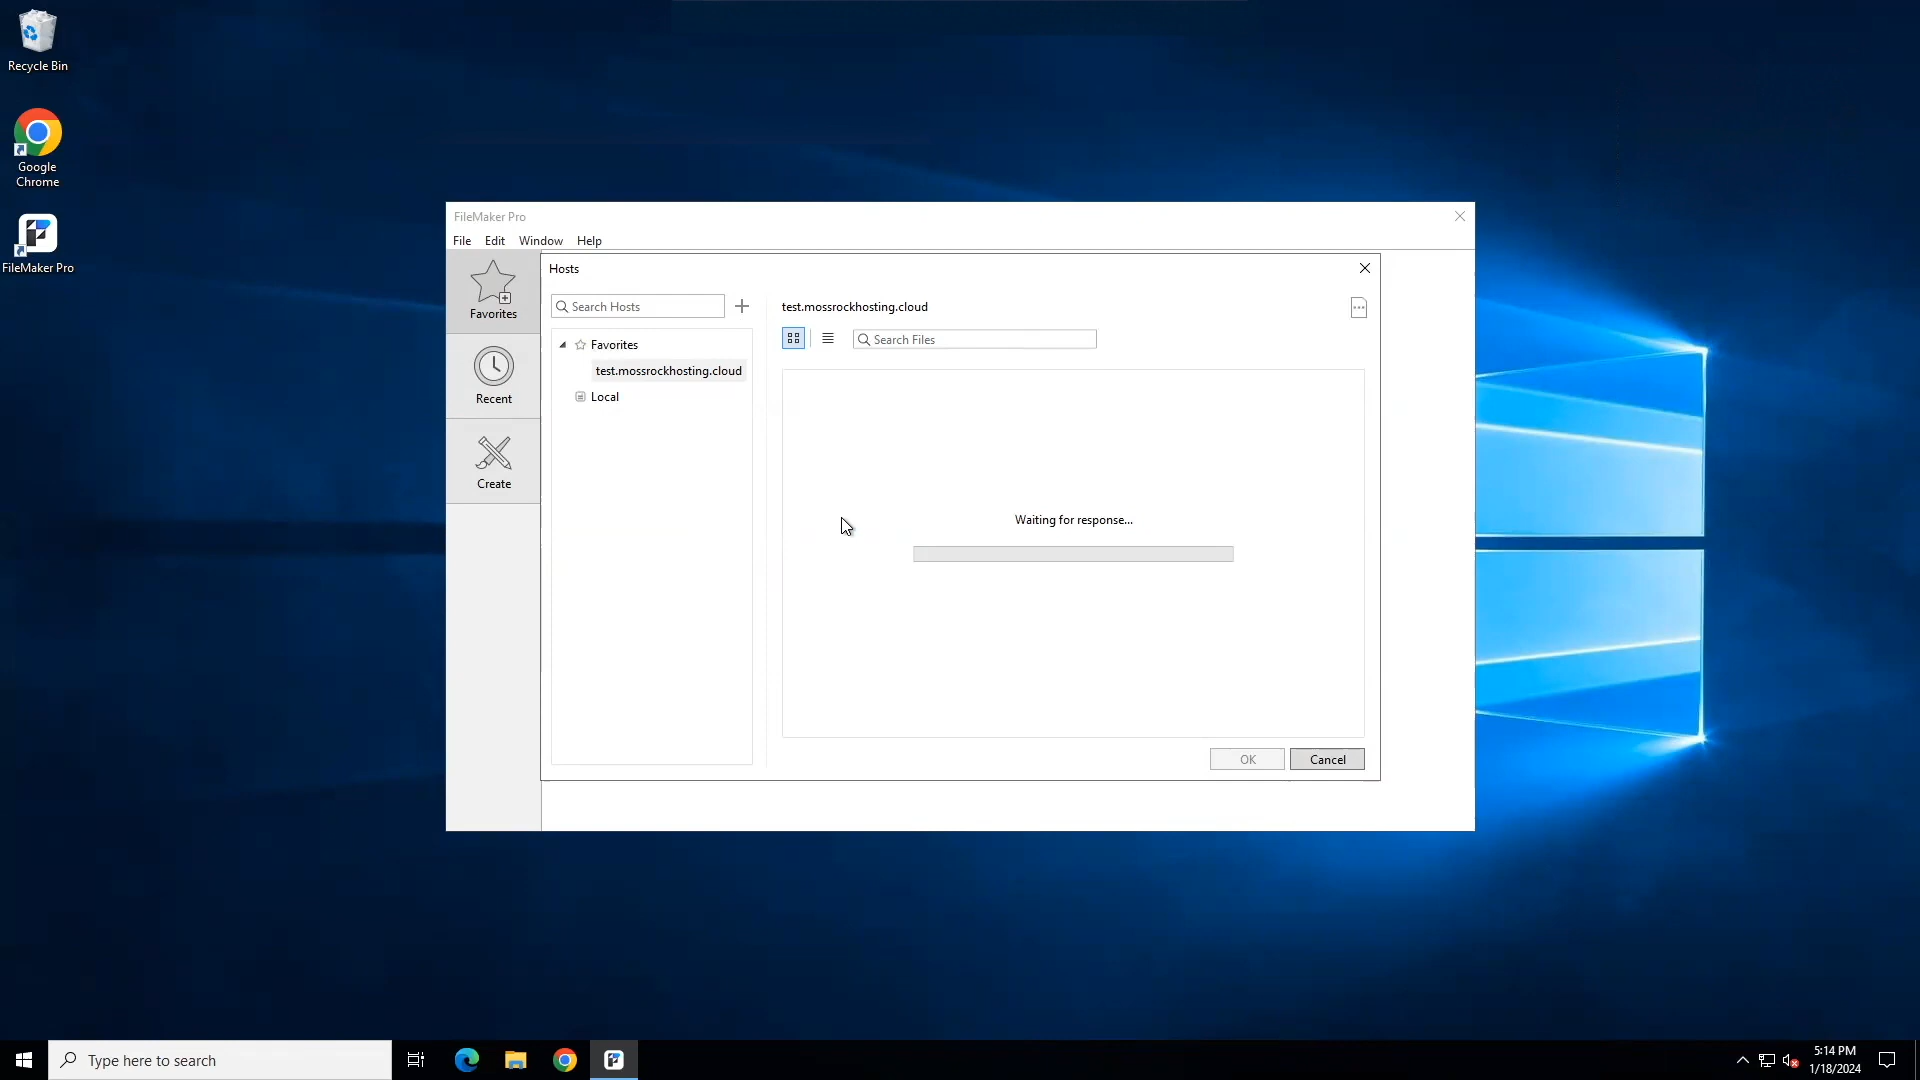 Recycle Bin
Google
Chrome
FileMaker Pro
FileMaker Pro
File Edit Window Help
Favorites
Recent
Create
Hosts
Search Hosts
Favorites
test.mossrockhosting.cloud
Local
test.mossrockhosting.cloud
Search Files
Waiting for response...
OK Cancel
Type here to search
5:14 PM
1/18/2024